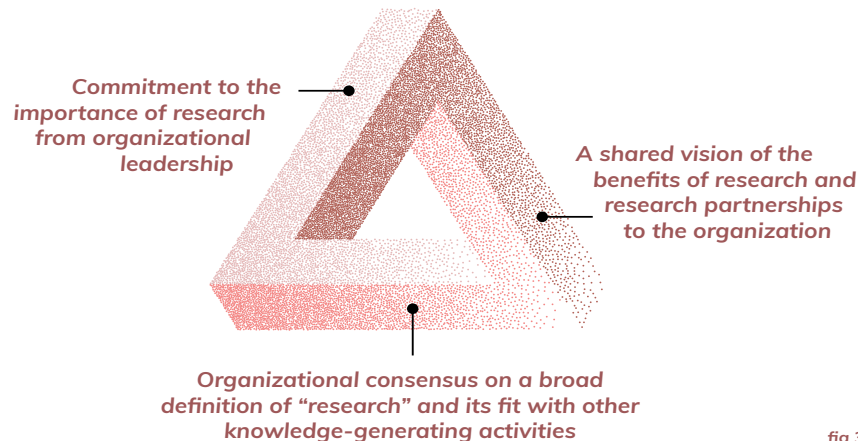 Commitment to the
importance of research
from organizational
leadership
A shared vision of the
benefits of research and
research partnerships
to the organization
Organizational consensus on a broad
definition of “research” and its fit with other
knowledge-generating activities